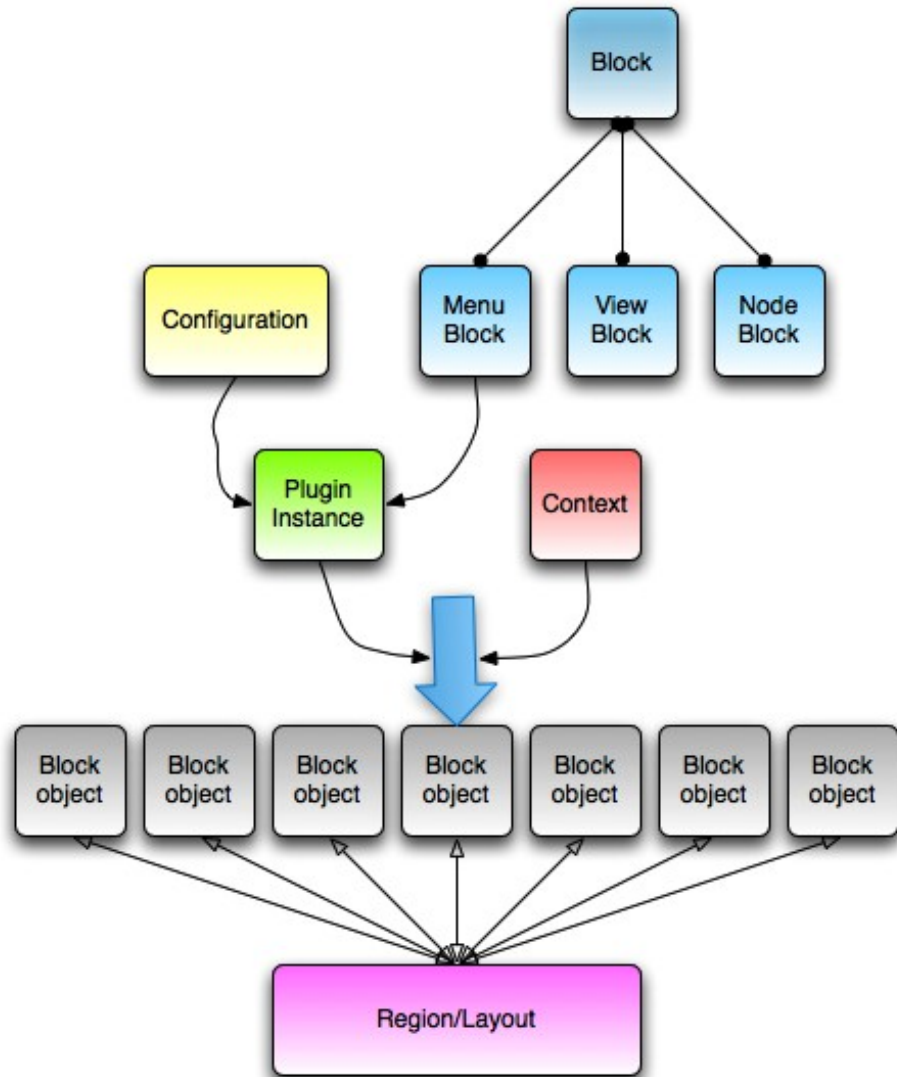 Block
Configuration
Menu
Block
View
Block
Node
Block
Plugin
Instance
Context
Block
object
Block
object
Block
object
Block
object
Block
object
Block
object
Block
object
Region/Layout